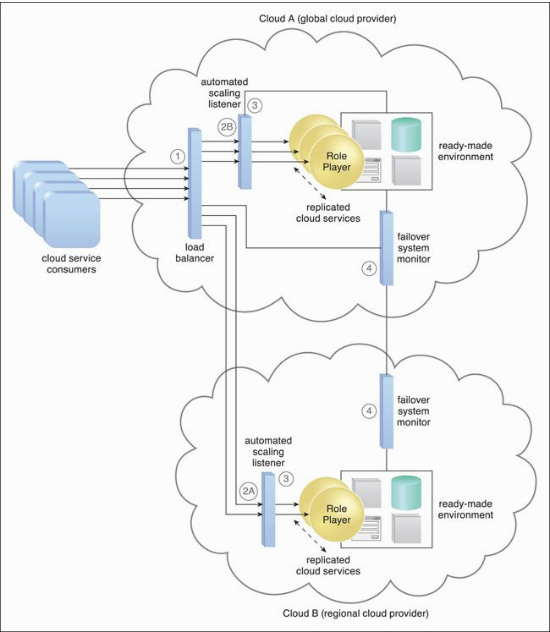 Cloud A (global cloud provider)
automated
scaling
listener
3
2B
1
Role
Player
ready-made
environment
replicated
cloud services
load
balancer
cloud service
consumers
failover
system
monitor
4
failover
system
monitor
4
automated
scaling
listener
3
2A
Role
Player
ready-made
environment
replicated
cloud services
Cloud B (regional cloud provider)